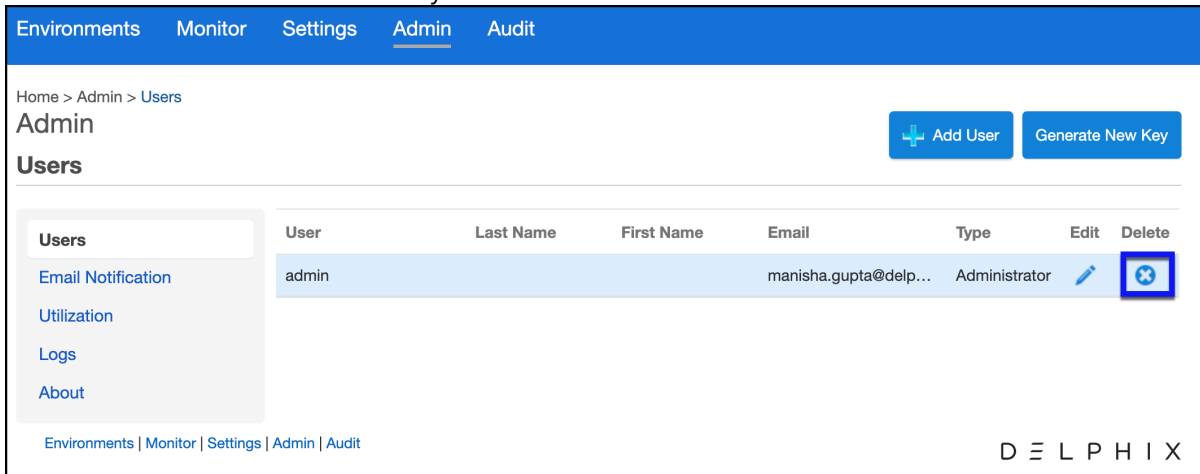 Environments Monitor Settings Admin Audit
Home > Admin > Users
Admin
Add User Generate New Key
Users
Users
Email Notification
Utilization
Logs
About
User Last Name First Name Email Type Edit Delete
admin manisha.gupta@delp... Administrator
Environments | Monitor | Settings | Admin | Audit
DELPHIX